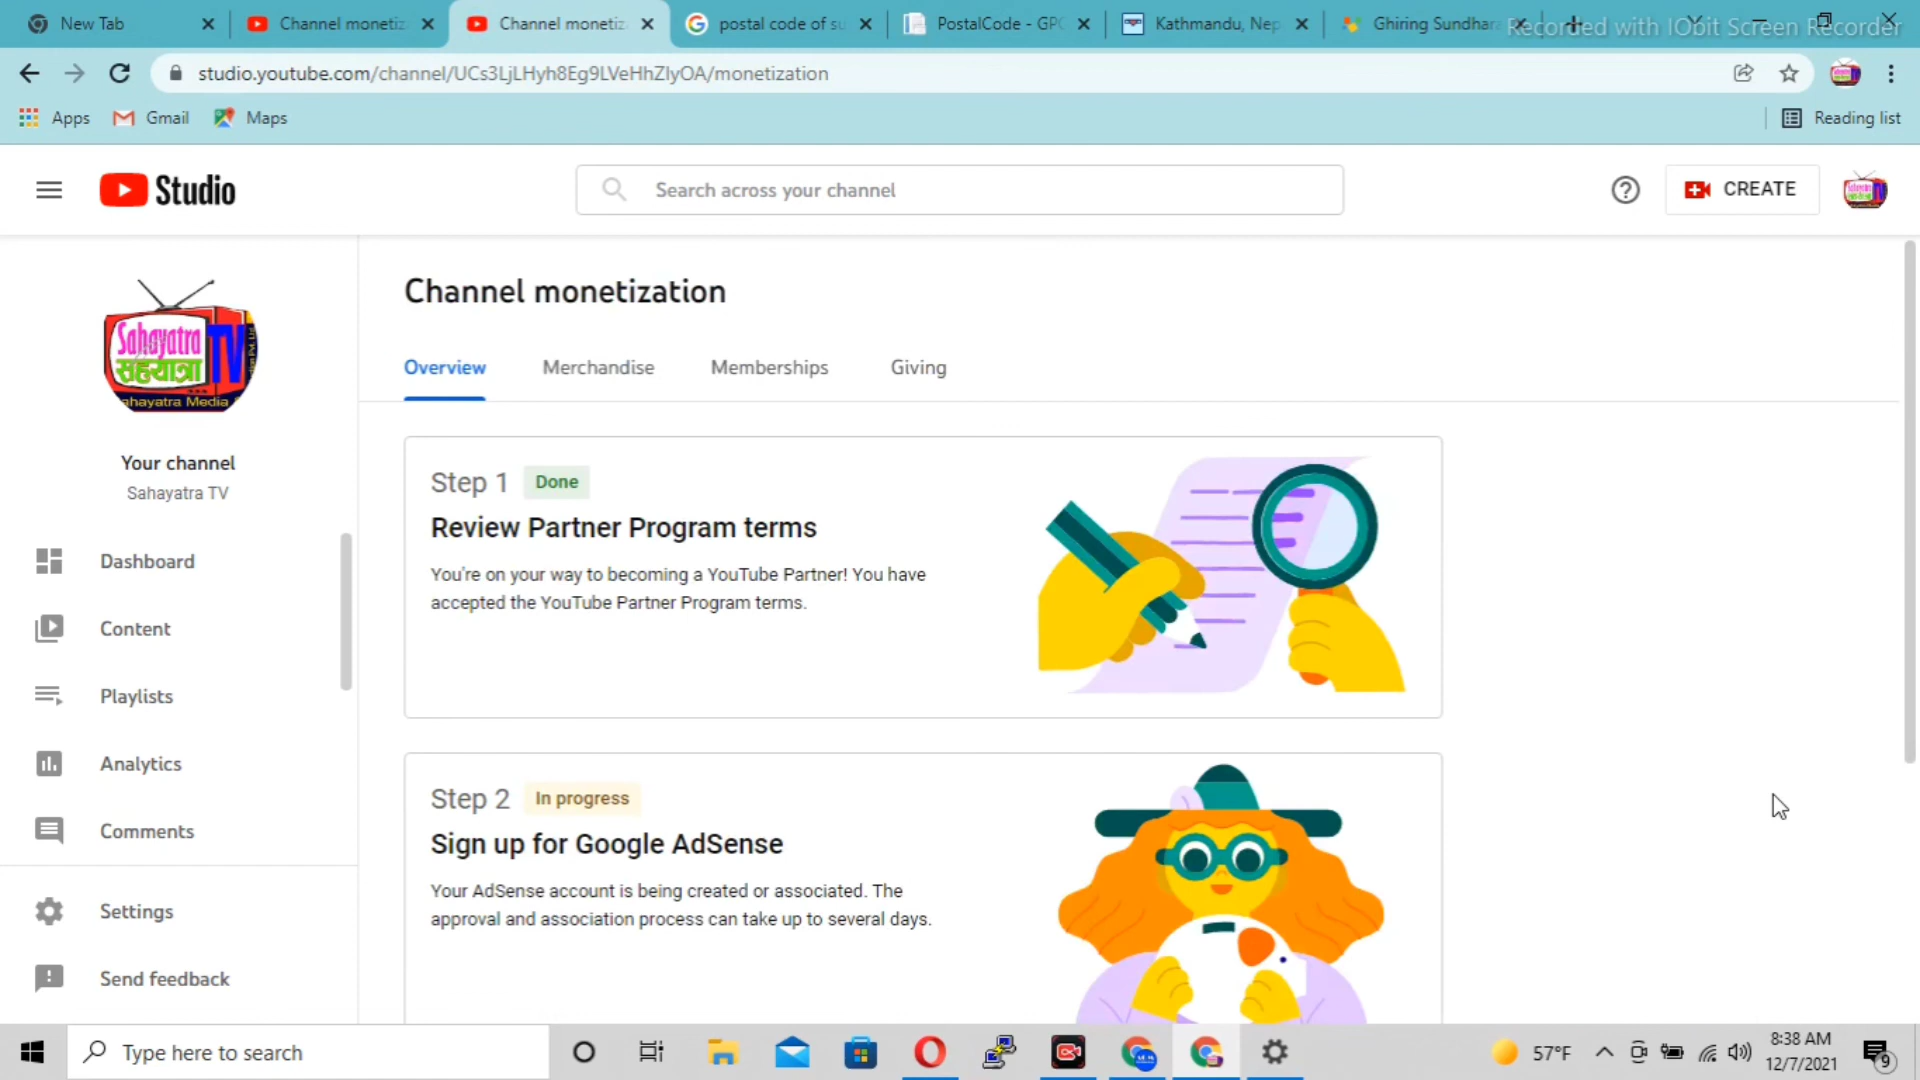 New Tab
Channel monetiz
Channel monetiz
postal code of su
PostalCode - GPO
Kathmandu, Nep
Ghiring Sundhara
Recorded with IObit Screen Recorder
studio.youtube.com/channel/UCs3LjLHyh8Eg9LVeHhZIyOA/monetization
Apps
Gmail
Maps
Reading list
Studio
Search across your channel
CREATE
Sahayatra
सहयात्रा
TV
ahayatra Media
Your channel
Sahayatra TV
Dashboard
Content
Playlists
Analytics
Comments
Settings
Send feedback
Channel monetization
Overview
Merchandise
Memberships
Giving
Step 1 Done
Review Partner Program terms
You're on your way to becoming a YouTube Partner! You have
accepted the YouTube Partner Program terms.
Step 2 In progress
Sign up for Google AdSense
Your AdSense account is being created or associated. The
approval and association process can take up to several days.
Type here to search
57°F
8:38 AM
12/7/2021
9